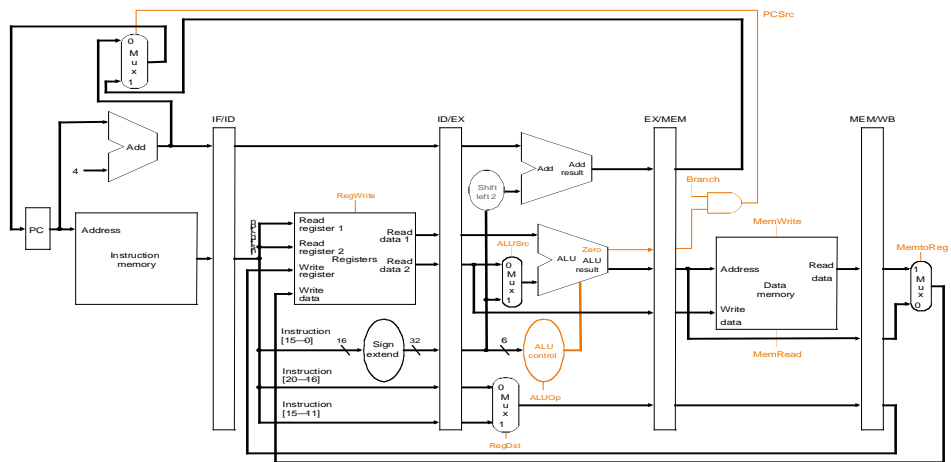 PCSrc
0
M
u
x
1
IF/ID
ID/EX
EX/MEM
MEM/WB
Add
4
Add
Add
result
Shift
left 2
Branch
RegWrite
MemWrite
PC
Address
Instruction
memory
Read
register 1
Read
register 2
Write
register
Write
data
Registers
Read
data 1
Read
data 2
ALUSrc
0
M
u
x
1
Zero
ALU
ALU
result
Address
Read
data
Data
memory
Write
data
MemtoReg
1
M
u
x
0
MemRead
Instruction
[15—0]
16
Sign
extend
32
6
ALU
control
ALUOp
Instruction
[20—16]
Instruction
[15—11]
0
M
u
x
1
RegDst